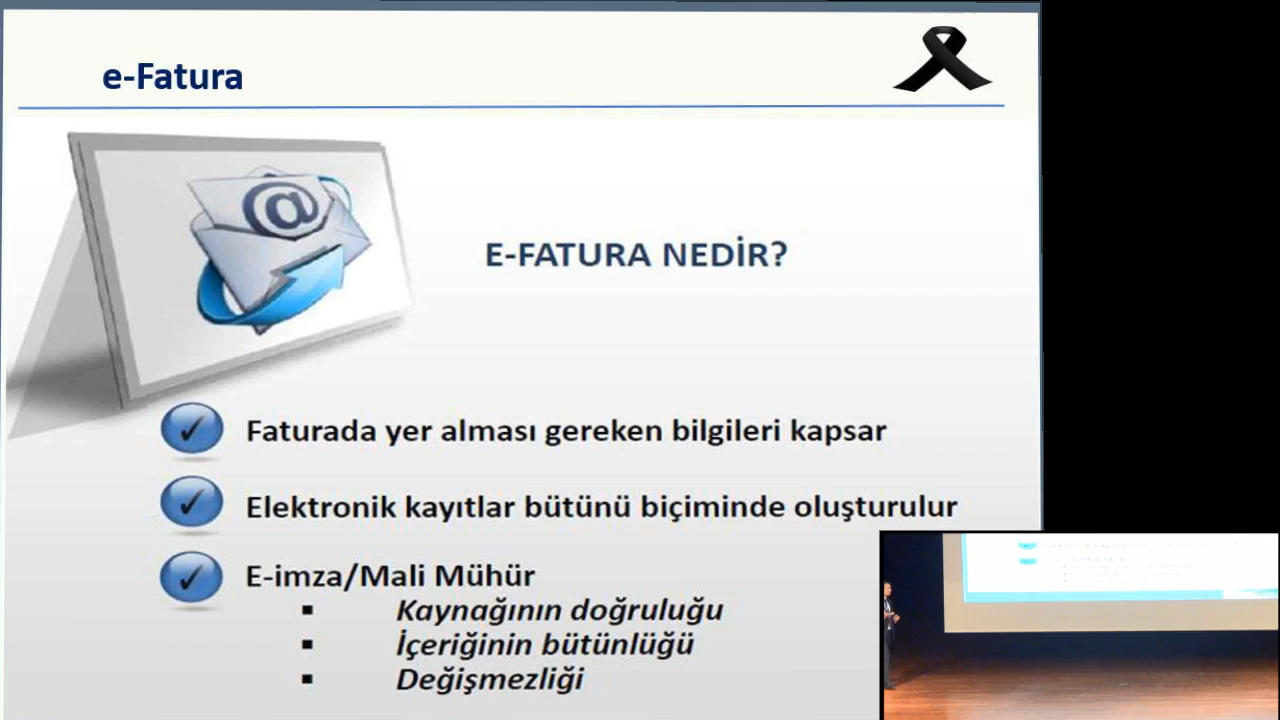 e-Fatura
@
E-FATURA NEDİR?
Faturada yer alması gereken bilgileri kapsar
Elektronik kayıtlar bütünü biçiminde oluşturulur
E-imza/Mali Mühür
Kaynağının doğruluğu
İçeriğinin bütünlüğü
Değişmezliği